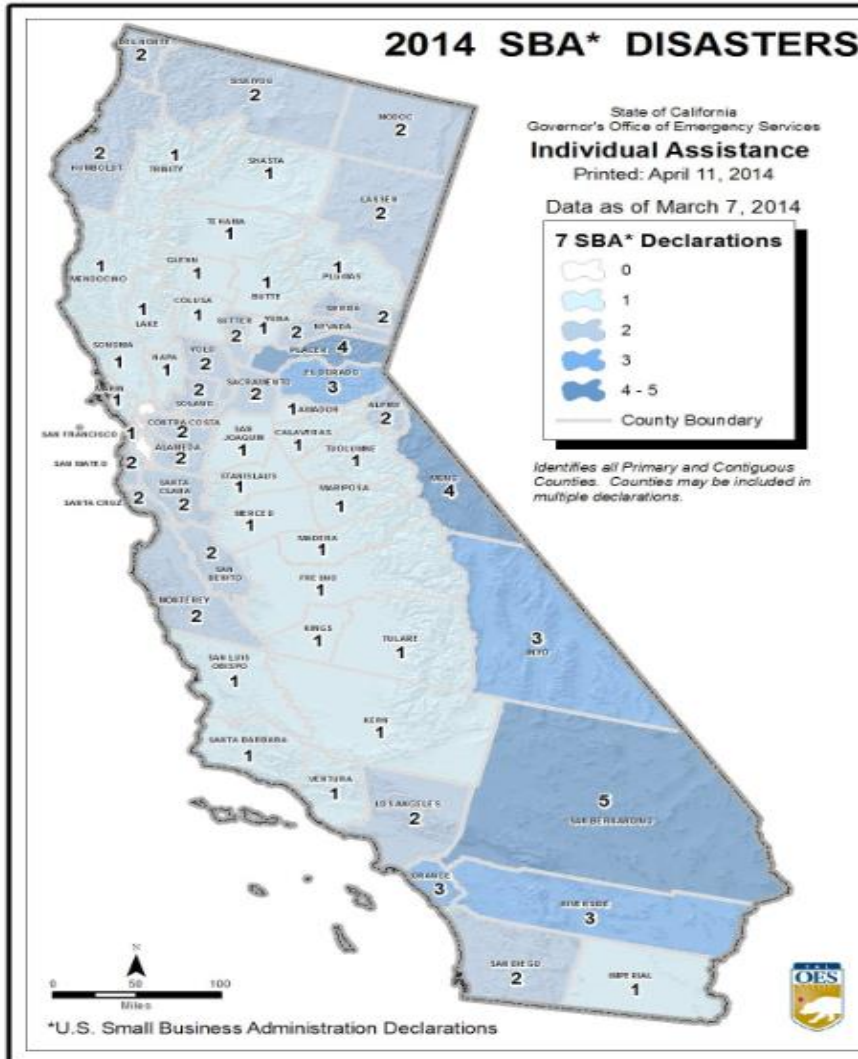 2014 SBA* DISASTERS
State of California
Governor's Office of Emergency Services
Individual Assistance
Printed: April 11, 2014
Data as of March 7, 2014
7 SBA* Declarations
0
1
2
3
4 - 5
County Boundary
Identifies all Primary and Contiguous
Counties. Counties may be included in
multiple declarations.
DEL NORTE
2
SISKIYOU
2
MODOC
2
2
HUMBOLDT
1
TRINITY
SHASTA
1
LASSEN
2
TEHAMA
1
1
MENDOCINO
GLENN
1
1
BUTTE
1
PLUMAS
1
LAKE
COLUSA
1
SUTTER
2
YUBA
1
SIERRA
2
NEVADA
2
PLACER 4
SONOMA
1
NAPA
1
YOLO
2
SACRAMENTO
2
EL DORADO
3
MARIN
1
2
SOLANO
1
AMADOR
ALPINE
2
SAN FRANCISCO 1
CONTRA COSTA
2
SAN
JOAQUIN
1
CALAVERAS
1
SAN MATEO 2
ALAMEDA
2
TUOLUMNE
1
MONO
4
SANTA CRUZ 2
SANTA
CLARA
2
STANISLAUS
1
MARIPOSA
1
MERCED
1
2
SAN
BENITO
MADERA
1
FRESNO
1
MONTEREY
2
KINGS
1
TULARE
1
3
INYO
SAN LUIS
OBISPO
1
KERN
1
SANTA BARBARA
1
VENTURA
1
LOS ANGELES
2
5
SAN BERNARDINO
ORANGE
3
RIVERSIDE
3
SAN DIEGO
2
IMPERIAL
1
N
0 50 100
Miles
*U.S. Small Business Administration Declarations
CAL
OES